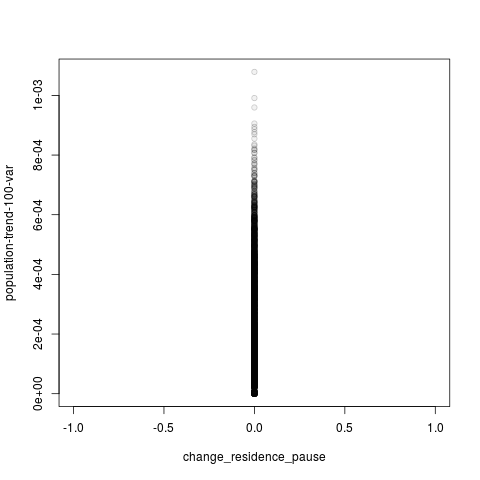 population-trend-100-var
1e-03
8e-04
6e-04
4e-04
2e-04
0e+00
-1.0 -0.5 0.0 0.5 1.0
change_residence_pause